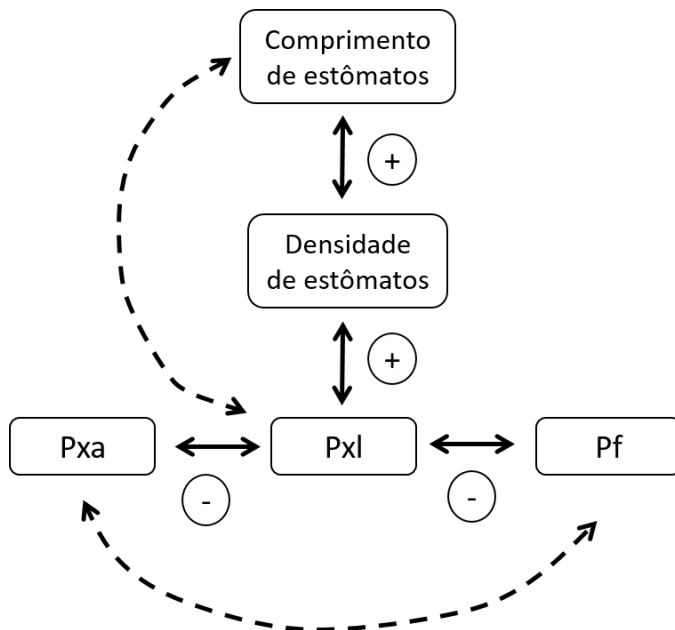 Comprimento
de estômatos
+
Densidade
de estômatos
+
Pxa
Pxl
Pf
-
-